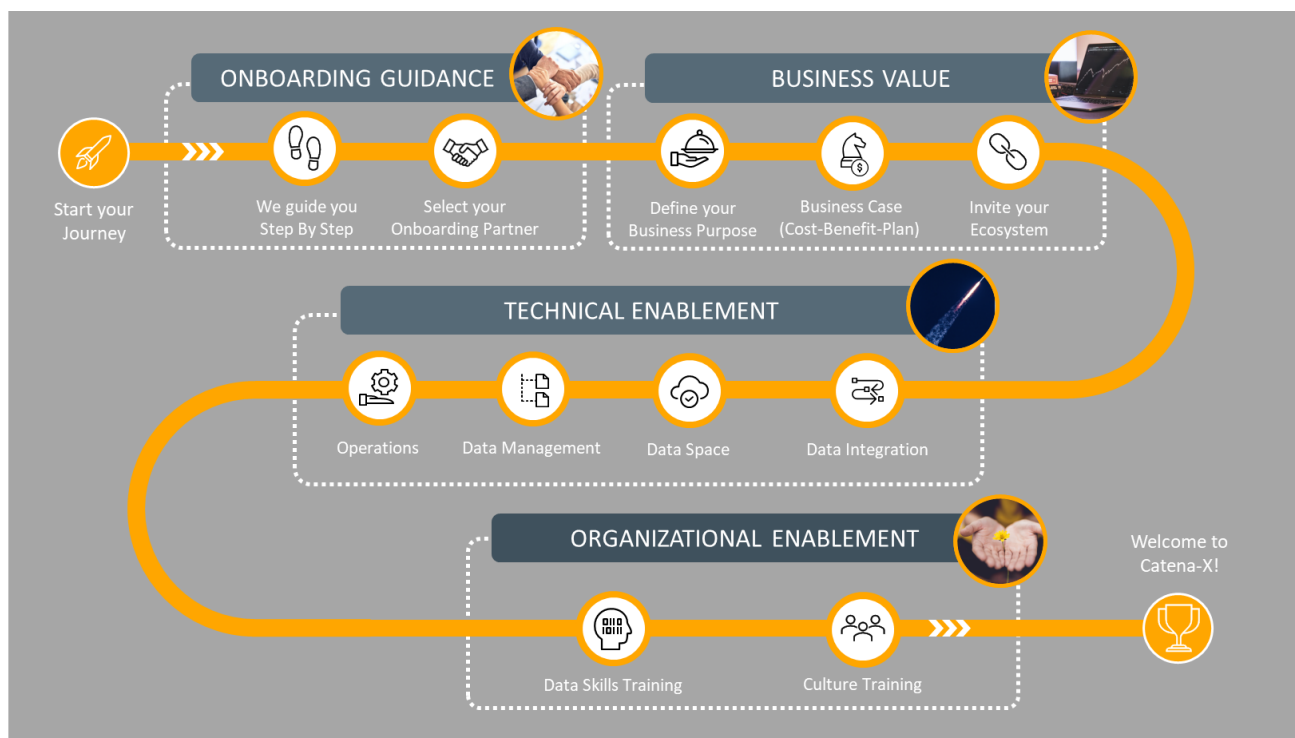 ONBOARDING GUIDANCE
BUSINESS VALUE
Start your
Journey
We guide you
Step By Step
Select your
Onboarding Partner
Define your
Business Purpose
Business Case
(Cost-Benefit-Plan)
Invite your
Ecosystem
TECHNICAL ENABLEMENT
Operations
Data Management
Data Space
Data Integration
ORGANIZATIONAL ENABLEMENT
Data Skills Training
Culture Training
Welcome to
Catena-X!